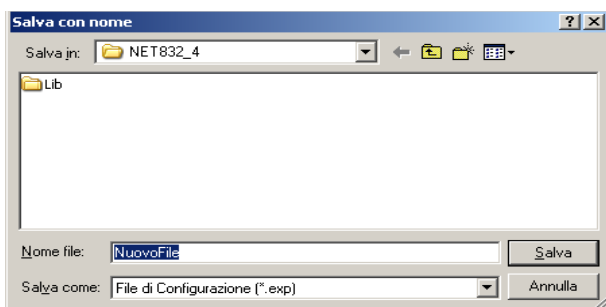 Salva con nome
Salva in: NET832_4
Lib
Nome file: NuovoFile Salva
Salva come: File di Configurazione (*.exp) Annulla